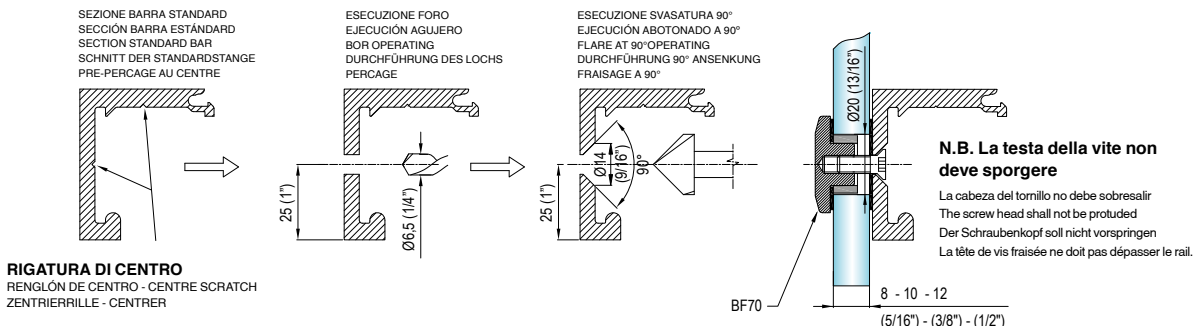 SEZIONE BARRA STANDARD
SECCIÓN BARRA ESTÁNDARD
SECTION STANDARD BAR
SCHNITT DER STANDARDSTANGE
PRE-PERCAGE AU CENTRE
ESECUZIONE FORO
EJECUCIÓN AGUJERO
BOR OPERATING
DURCHFÜHRUNG DES LOCHS
PERCAGE
ESECUZIONE SVASATURA 90°
EJECUCIÓN ABOTONADO A 90°
FLARE AT 90°OPERATING
DURCHFÜHRUNG 90° ANSENKUNG
FRAISAGE A 90°
25 (1")
Ø6,5 (1/4")
25 (1")
Ø14
(9/16")
90°
Ø20 (13/16")
N.B. La testa della vite non
deve sporgere
La cabeza del tornillo no debe sobresalir
The screw head shall not be protuded
Der Schraubenkopf soll nicht vorspringen
La tête de vis fraisée ne doit pas dépasser le rail.
RIGATURA DI CENTRO
RENGLÓN DE CENTRO - CENTRE SCRATCH
ZENTRIERRILLE - CENTRER
BF70
8 - 10 - 12
(5/16") - (3/8") - (1/2")